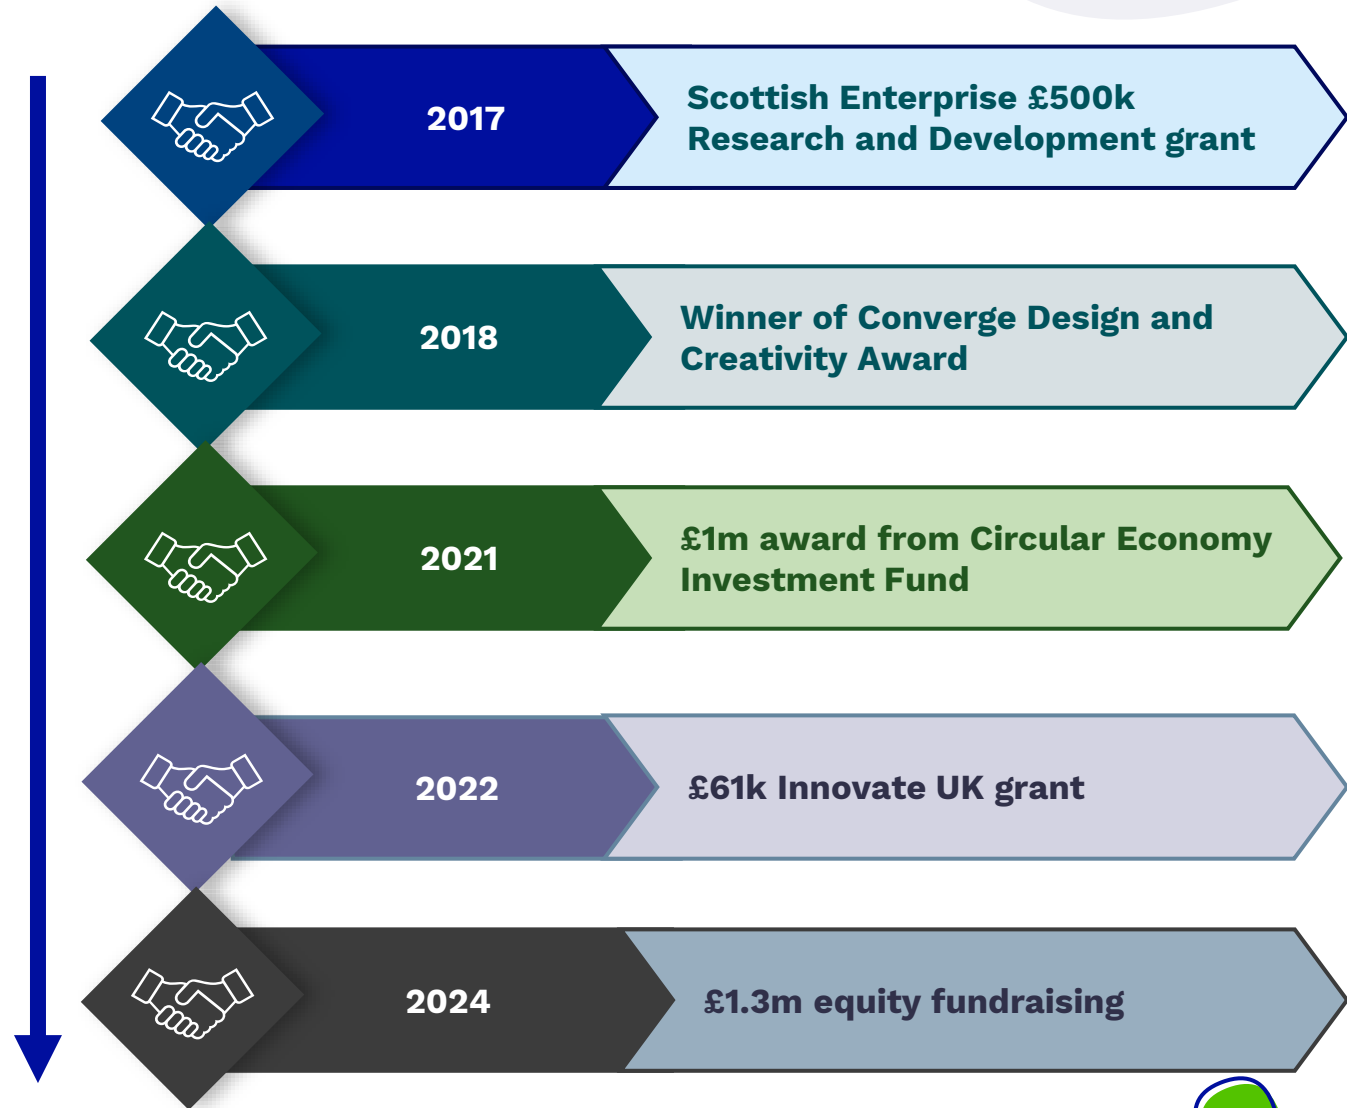 2017
Scottish Enterprise £500k
Research and Development grant
2018
Winner of Converge Design and
Creativity Award
2021
£1m award from Circular Economy
Investment Fund
2022
£61k Innovate UK grant
2024
£1.3m equity fundraising